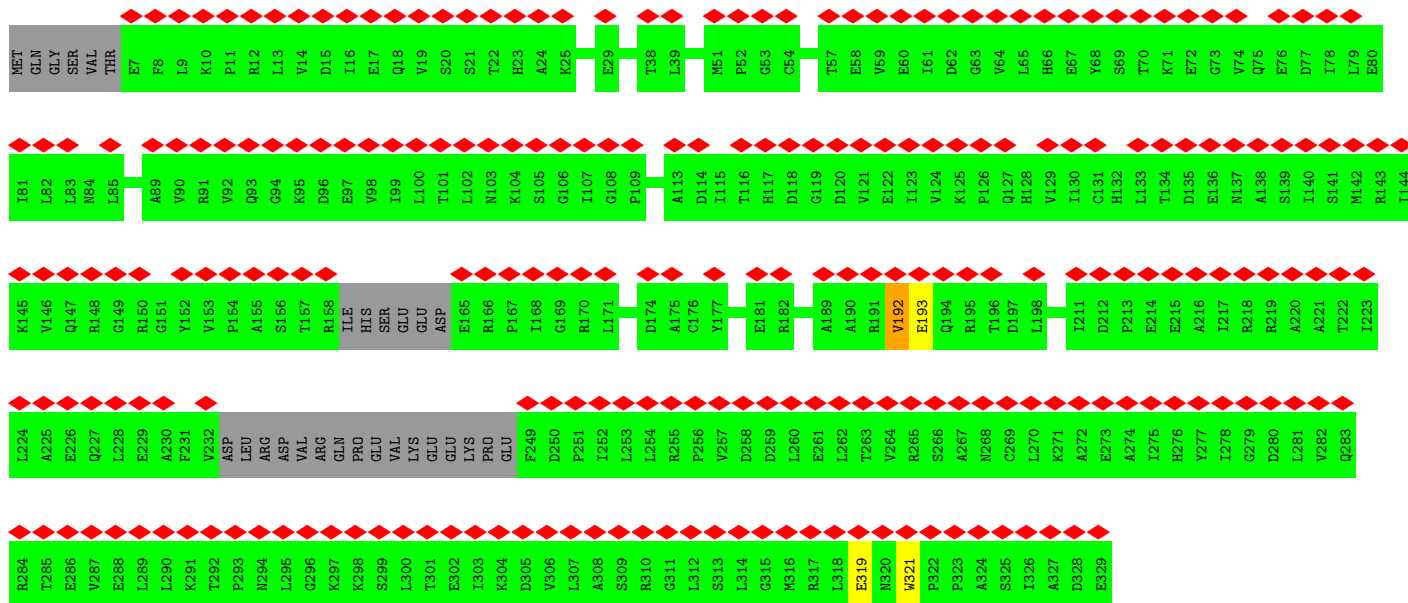 MET GLN GLY SER VAL THR E7 F8 L9 K10 P11 R12 L13 V14 D15 I16 E17 Q18 V19 S20 S21 T22 H23 A24 K25 E29 T38 L39 M51 P52 G53 C54 T57 E58 V59 E60 I61 D62 G63 V64 L65 H66 E67 Y68 S69 T70 K71 E72 G73 V74 Q75 E76 D77 I78 L79 E80
I81 L82 L83 N84 L85 A89 V90 R91 V92 Q93 G94 K95 D96 E97 V98 I99 L100 T101 L102 N103 K104 S105 G106 I107 G108 P109 A113 D114 I115 T116 H117 D118 G119 D120 V121 E122 I123 V124 K125 P126 Q127 H128 V129 I130 C131 H132 L133 T134 D135 E136 N137 A138 S139 I140 S141 M142 R143 I144
K145 V146 Q147 R148 G149 R150 G151 Y152 V153 P154 A155 S156 T157 R158 ILE HIS SER GLU GLU ASP E165 R166 P167 I168 G169 R170 L171 D174 A175 C176 Y177 E181 R182 A189 A190 R191 V192 E193 Q194 R195 T196 D197 L198 I211 D212 P213 E214 E215 A216 I217 R218 R219 A220 A221 T222 I223
L224 A225 E226 Q227 L228 E229 A230 F231 V232 ASP LEU ARG ASP VAL ARG GLN PRO GLU VAL LYS GLU GLU LYS PRO GLU F249 D250 P251 I252 L253 L254 R255 P256 V257 D258 D259 L260 E261 L262 T263 V264 R265 S266 A267 N268 C269 L270 K271 A272 E273 A274 I275 H276 Y277 I278 G279 D280 L281 V282 Q283
R284 T285 E286 V287 E288 L289 L290 K291 T292 P293 N294 L295 G296 K297 K298 S299 L300 T301 E302 I303 K304 D305 V306 L307 A308 S309 R310 G311 L312 S313 L314 G315 M316 R317 L318 E319 N320 W321 P322 P323 A324 S325 I326 A327 D328 E329